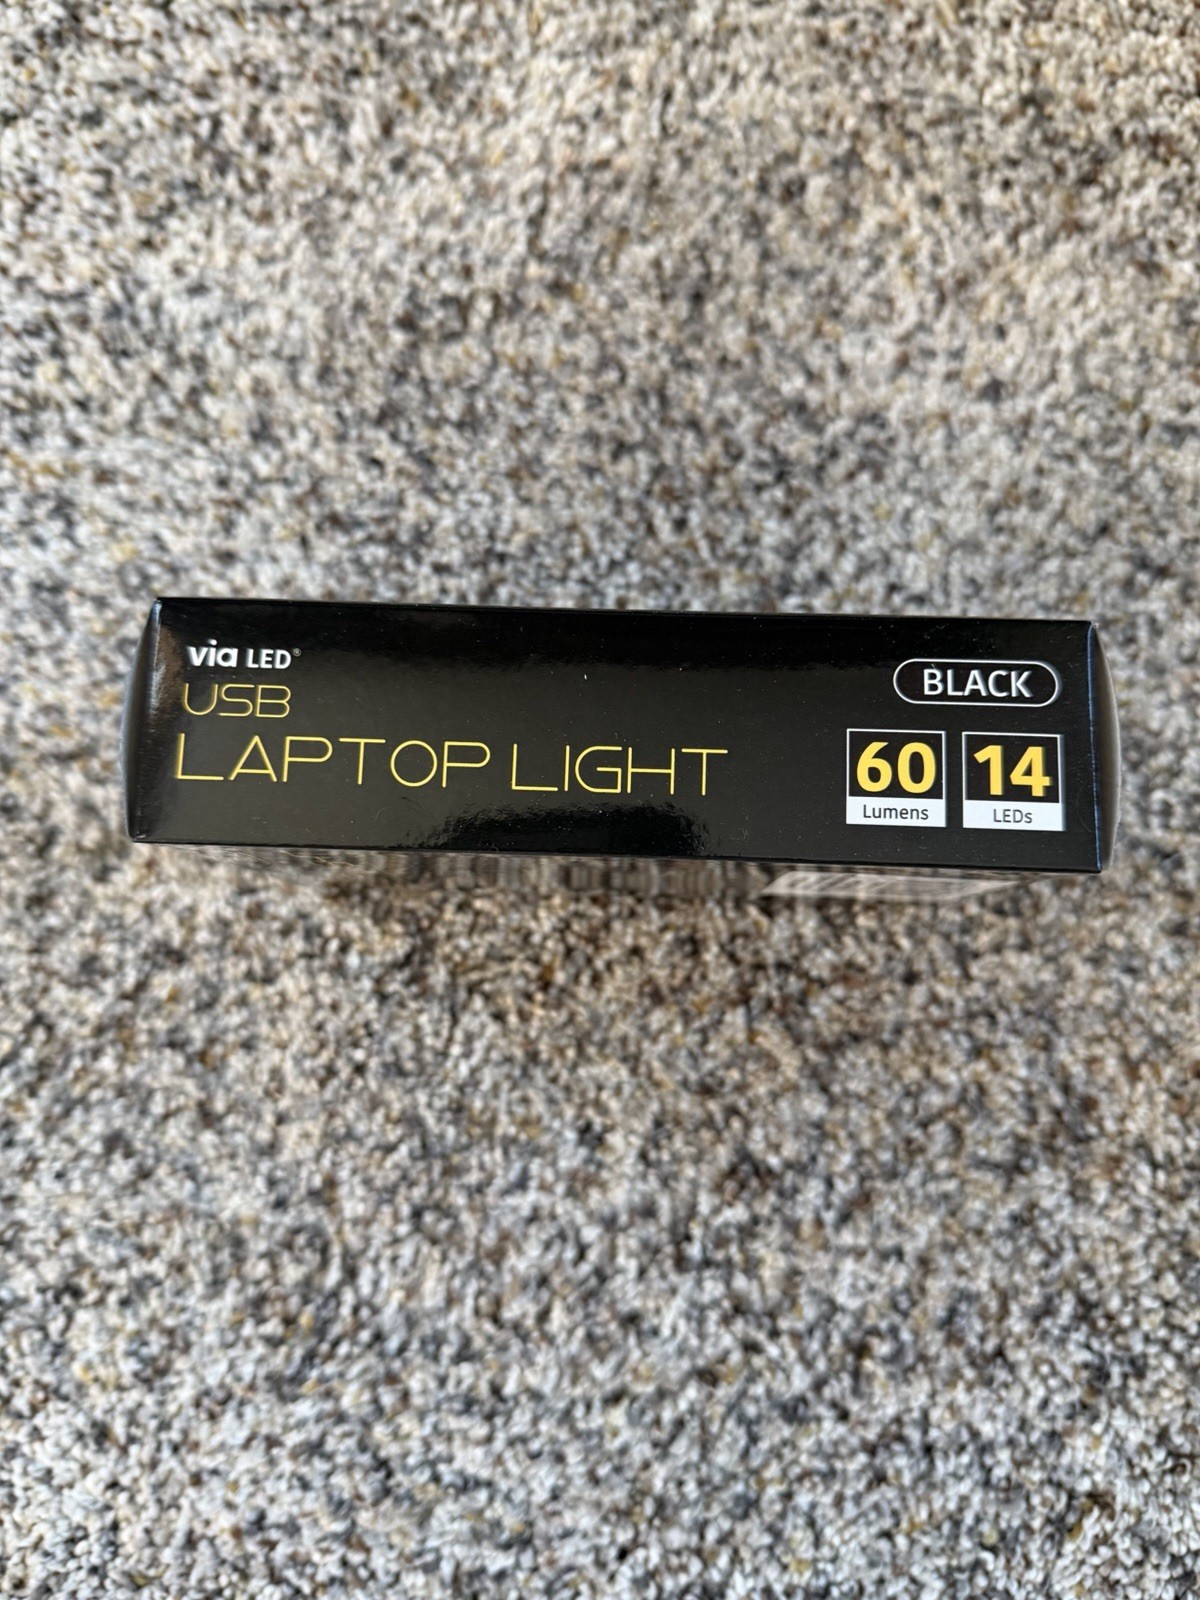 via LED®
USB
LAPTOP LIGHT
BLACK
60
Lumens
14
LEDs